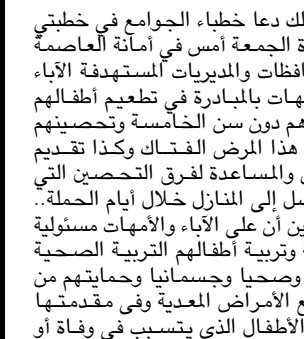 لك دعا خطباء الجوامع في خطبتي
ة الجمعة أمس في أمانة العاصمة
افظات والمديريات المستهدفة الآباء
هات بالمبادرة في تطعيم أطفالهم
هم دون سن الخامسة وتحصينهم
هذا المرض الفتاك وكذا تقديم
والمساعدة لفرق التحصين التي
سل إلى المنازل خلال أيام الحملة..
ين أن على الآباء والأمهات مسئولية
وتربية أطفالهم التربية الصحية
وصحيا وجسمانيا وحمايتهم من
ع الأمراض المعدية وفى مقدمتها
الأطفال الذي يتسبب في وفاة أو